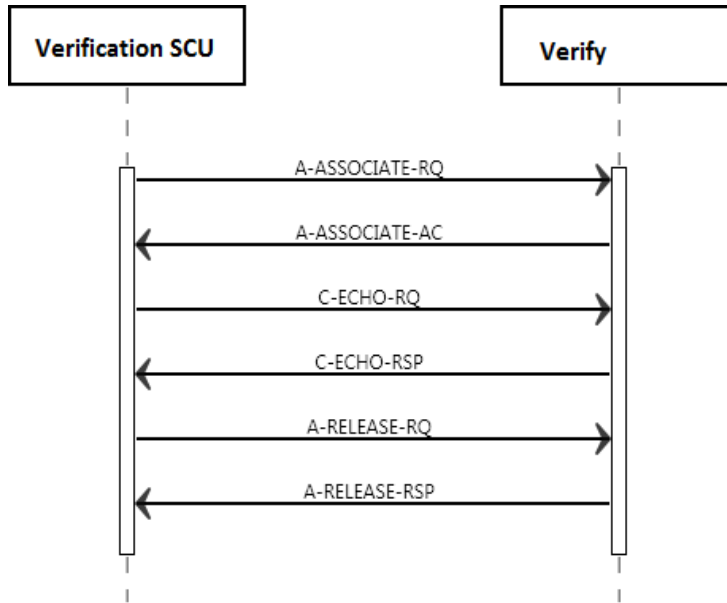 Verification SCU
Verify
A-ASSOCIATE-RQ
A-ASSOCIATE-AC
C-ECHO-RQ
C-ECHO-RSP
A-RELEASE-RQ
A-RELEASE-RSP